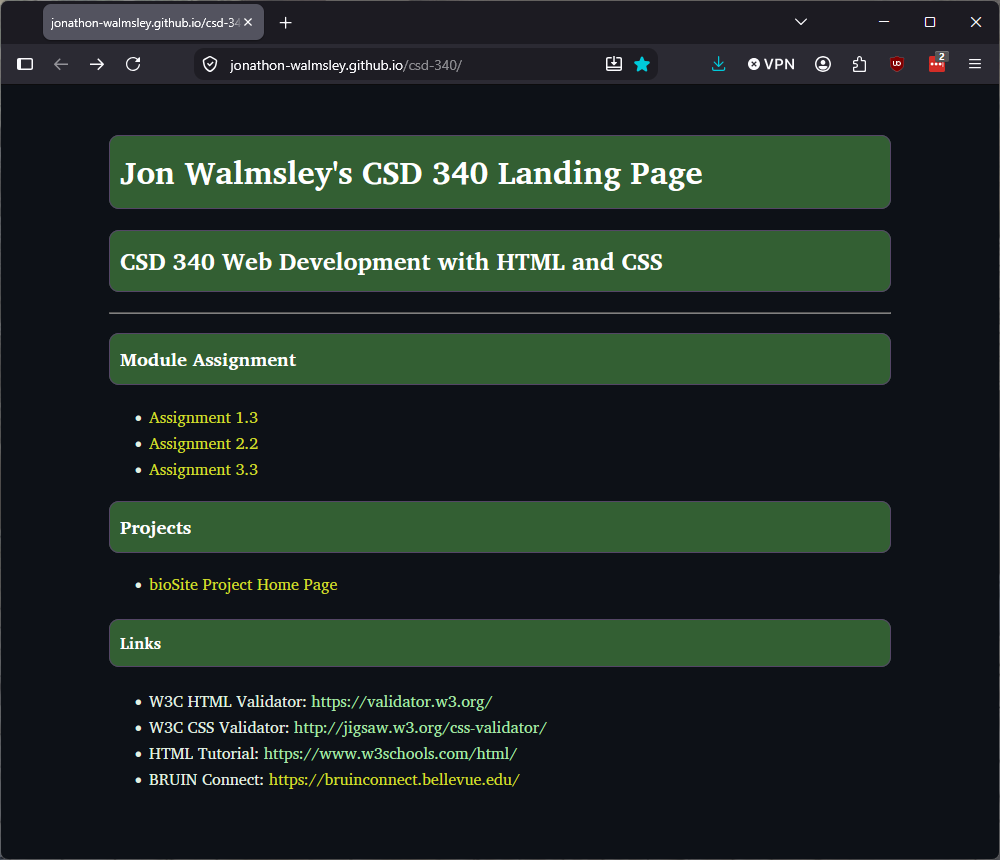 jonathon-walmsley.github.io/csd-34
jonathon-walmsley.github.io/csd-340/
VPN
UO
2
Jon Walmsley's CSD 340 Landing Page
CSD 340 Web Development with HTML and CSS
Module Assignment
• Assignment 1.3
• Assignment 2.2
• Assignment 3.3
Projects
• bioSite Project Home Page
Links
• W3C HTML Validator: https://validator.w3.org/
• W3C CSS Validator: http://jigsaw.w3.org/css-validator/
• HTML Tutorial: https://www.w3schools.com/html/
• BRUIN Connect: https://bruinconnect.bellevue.edu/